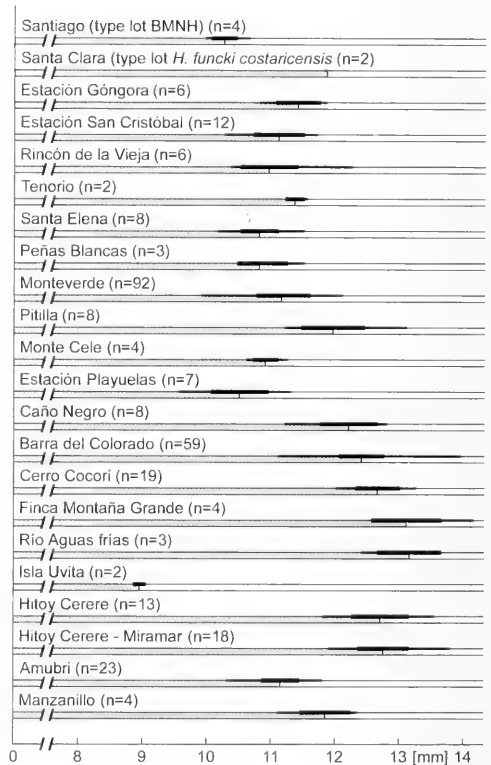 Santiago (type lot BMNH) (n=4)
Santa Clara (type lot H. funcki costaricensis (n=2)
Estación Góngora (n=6)
Estación San Cristóbal (n=12)
Rincón de la Vieja (n=6)
Tenorio (n=2)
Santa Elena (n=8)
Peñas Blancas (n=3)
Monteverde (n=92)
Pitilla (n=8)
Monte Cele (n=4)
Estación Playuelas (n=7)
Caño Negro (n=8)
Barra del Colorado (n=59)
Cerro Cocorí (n=19)
Finca Montaña Grande (n=4)
Río Aguas frías (n=3)
Isla Uvita (n=2)
Hitoy Cerere (n=13)
Hitoy Cerere - Miramar (n=18)
Amubri (n=23)
Manzanillo (n=4)
0 8 9 10 11 12 13 [mm] 14